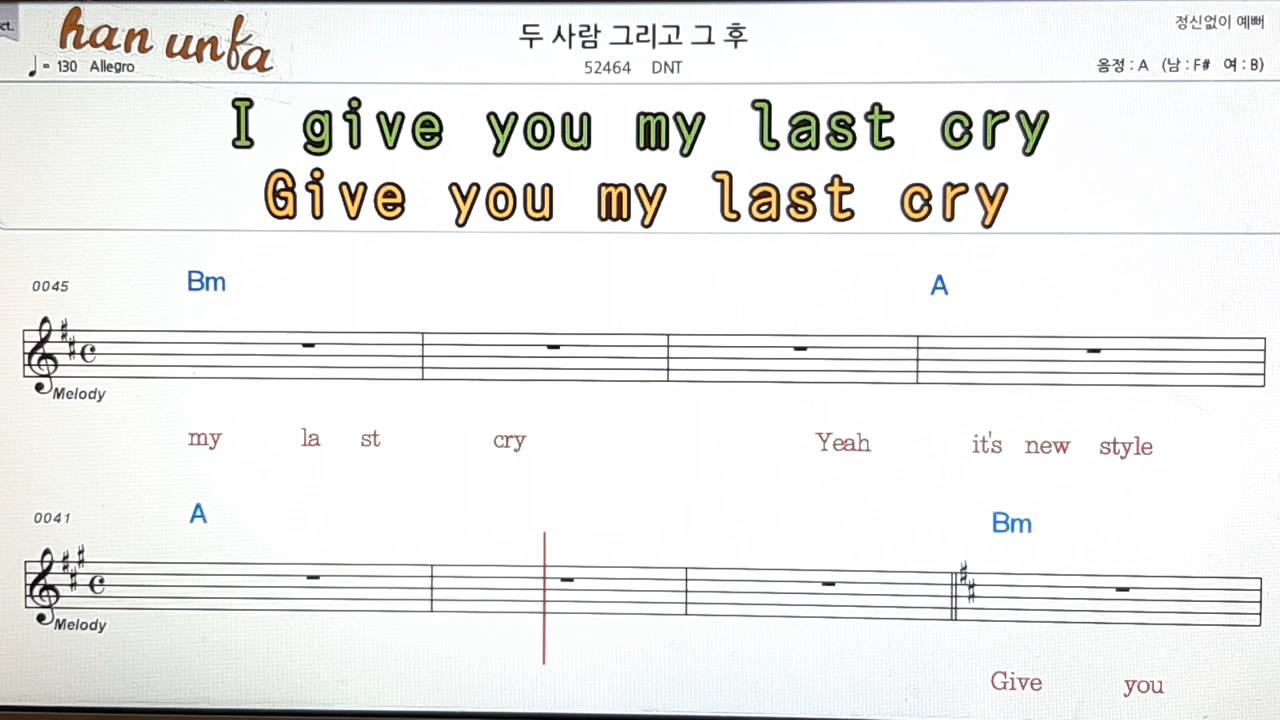 ct.
han unfa
두 사람 그리고 그 후
정신없이 예뻐
♩= 130 Allegro
52464 DNT
음정 : A (남 : F# 여 : B)
I give you my last cry
Give you my last cry
0045
Bm
A
Melody
my la st cry Yeah it's new style
0041
A
Bm
Melody
Give you